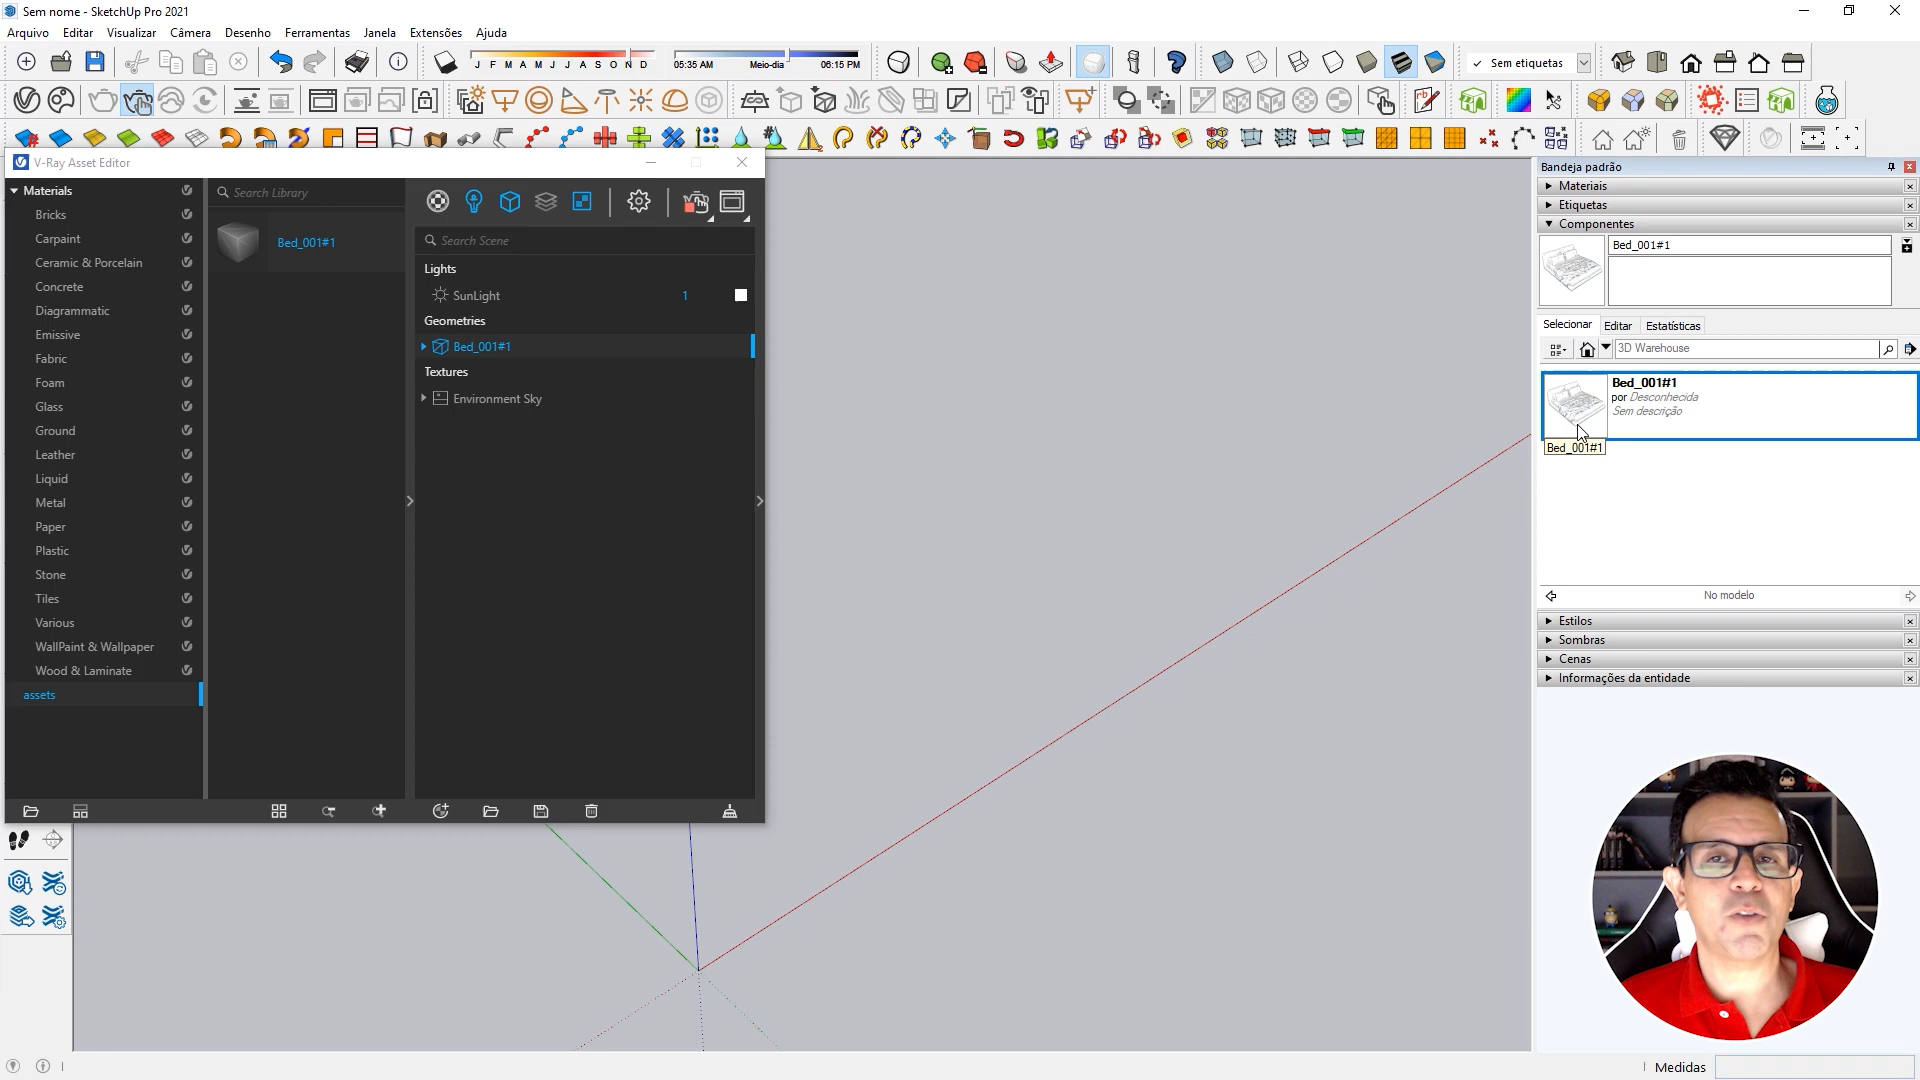 Sem nome - SketchUp Pro 2021
Arquivo Editar Visualizar Câmera Desenho Ferramentas Janela Extensões Ajuda
J F M A M J J A S O N D
05:35 AM Meio-dia 06:15 PM
Sem etiquetas
V-Ray Asset Editor
Materials
Bricks
Carpaint
Ceramic & Porcelain
Concrete
Diagrammatic
Emissive
Fabric
Foam
Glass
Ground
Leather
Liquid
Metal
Paper
Plastic
Stone
Tiles
Various
WallPaint & Wallpaper
Wood & Laminate
assets
Search Library
Bed_001#1
Search Scene
Lights
SunLight 1
Geometries
Bed_001#1
Textures
Environment Sky
Bandeja padrão
Materiais
Etiquetas
Componentes
Bed_001#1
Selecionar Editar Estatísticas
3D Warehouse
Bed_001#1
por Desconhecida
Sem descrição
Bed_001#1
No modelo
Estilos
Sombras
Cenas
Informações da entidade
Medidas